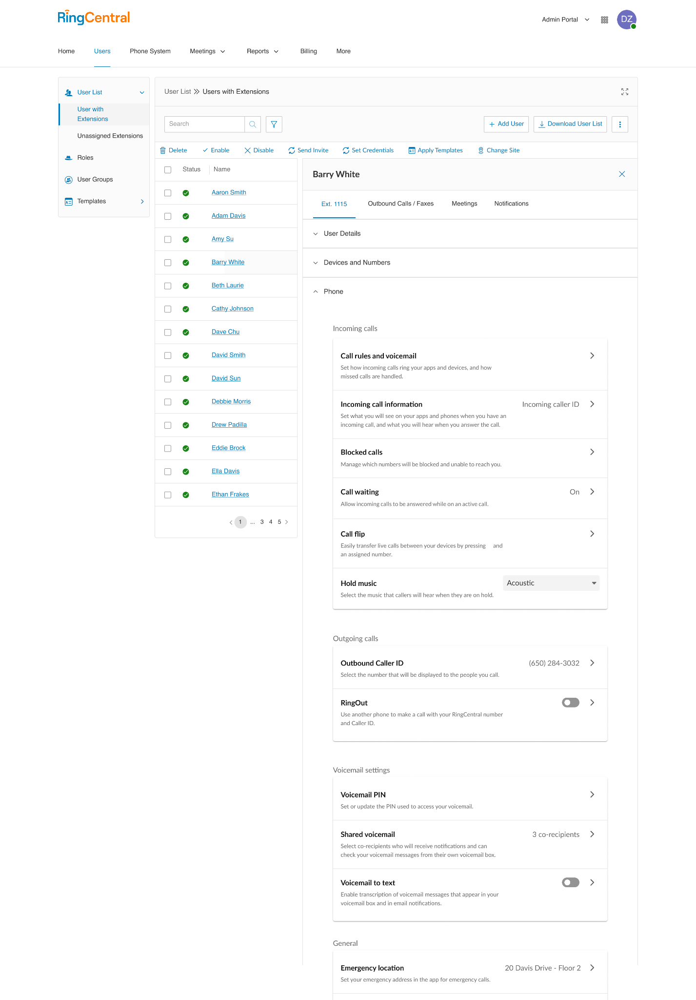 RingCentral
Admin Portal
DZ
Home
Users
Phone System
Meetings
Reports
Billing
More
User List
User with
Extensions
Unassigned Extensions
Roles
User Groups
Templates
User List
Users with Extensions
Search
+ Add User
Download User List
Delete
Enable
Disable
Send Invite
Set Credentials
Apply Templates
Change Site
Status
Name
Aaron Smith
Adam Davis
Amy Su
Barry White
Beth Laurie
Cathy Johnson
Dave Chu
David Smith
David Sun
Debbie Morris
Drew Padilla
Eddie Brock
Ella Davis
Ethan Frakes
1 ... 3 4 5
Barry White
Ext. 1115
Outbound Calls / Faxes
Meetings
Notifications
User Details
Devices and Numbers
Phone
Incoming calls
Call rules and voicemail
Set how incoming calls ring your apps and devices, and how
missed calls are handled.
Incoming call information
Incoming caller ID
Set what you will see on your apps and phones when you have an
incoming call, and what you will hear when you answer the call.
Blocked calls
Manage which numbers will be blocked and unable to reach you.
Call waiting
On
Allow incoming calls to be answered while on an active call.
Call flip
Easily transfer live calls between your devices by pressing and
an assigned number.
Hold music
Acoustic
Select the music that callers will hear when they are on hold.
Outgoing calls
Outbound Caller ID
(650) 284-3032
Select the number that will be displayed to the people you call.
RingOut
Use another phone to make a call with your RingCentral number
and Caller ID.
Voicemail settings
Voicemail PIN
Set or update the PIN used to access your voicemail.
Shared voicemail
3 co-recipients
Select co-recipients who will receive notifications and can
check your voicemail messages from their own voicemail box.
Voicemail to text
Enable transcription of voicemail messages that appear in your
voicemail box and in email notifications.
General
Emergency location
20 Davis Drive - Floor 2
Set your emergency address in the app for emergency calls.